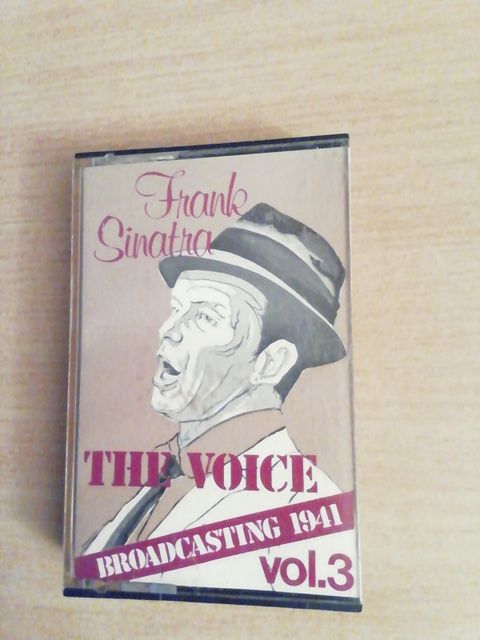 Frank
Sinatra
THE VOICE
BROADCASTING 1941
vol.3